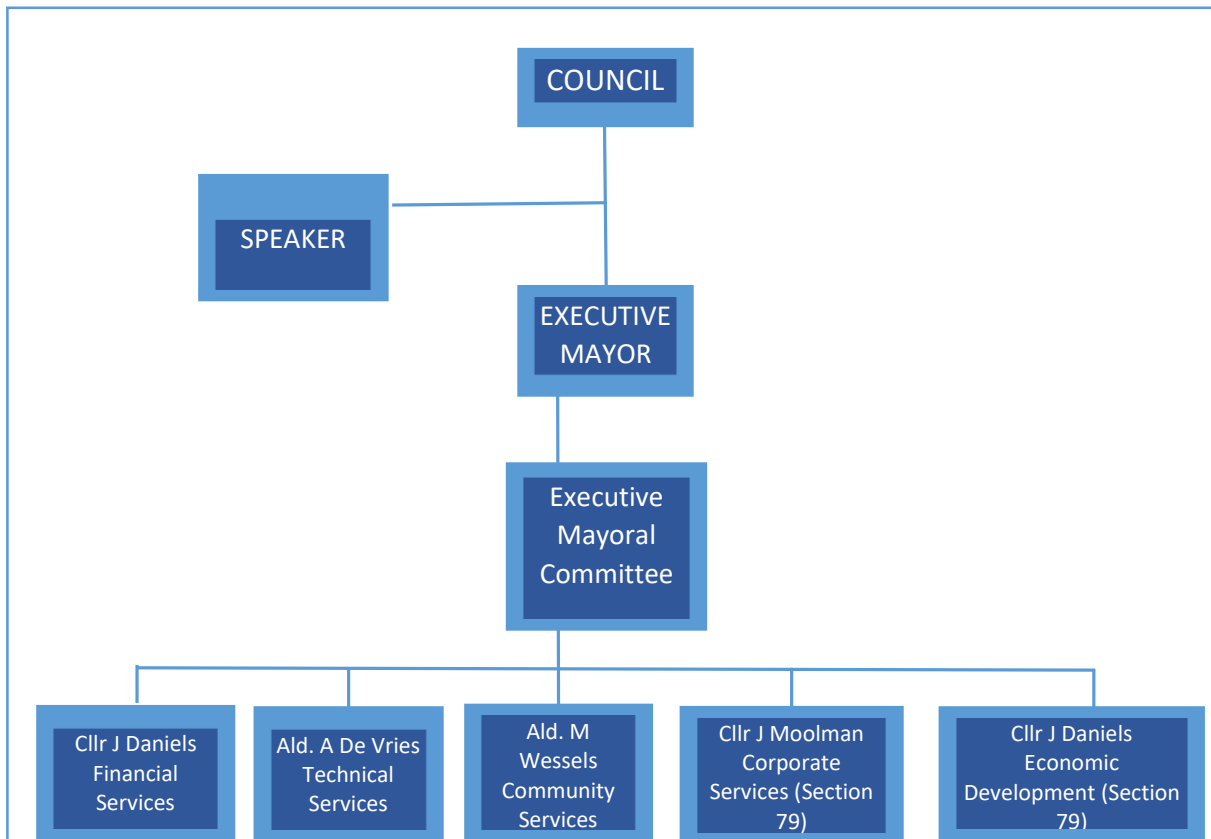 COUNCIL
SPEAKER
EXECUTIVE
MAYOR
Executive
Mayoral
Committee
Cllr J Daniels
Financial
Services
Ald. A De Vries
Technical
Services
Ald. M
Wessels
Community
Services
Cllr J Moolman
Corporate
Services (Section
79)
Cllr J Daniels
Economic
Development (Section
79)